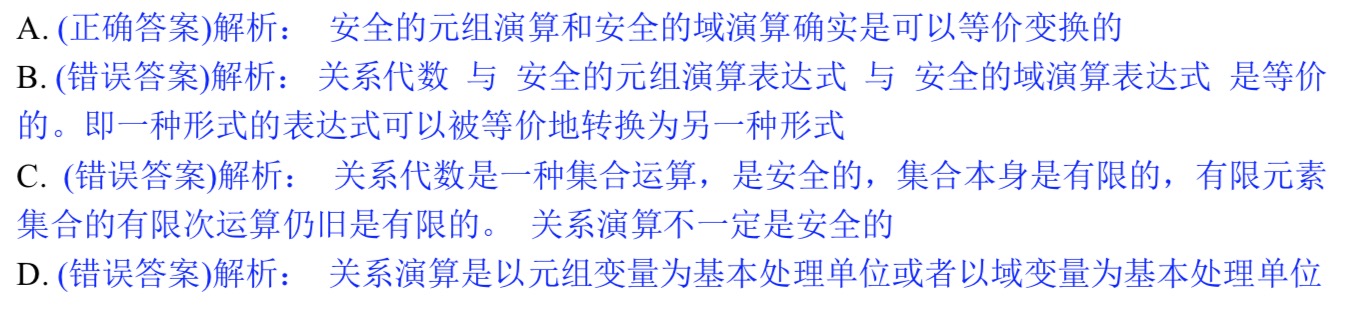 A. (正确答案)解析： 安全的元组演算和安全的域演算确实是可以等价变换的
B. (错误答案)解析： 关系代数 与 安全的元组演算表达式 与 安全的域演算表达式 是等价
的。即一种形式的表达式可以被等价地转换为另一种形式
C. (错误答案)解析： 关系代数是一种集合运算，是安全的，集合本身是有限的，有限元素
集合的有限次运算仍旧是有限的。 关系演算不一定是安全的
D. (错误答案)解析： 关系演算是以元组变量为基本处理单位或者以域变量为基本处理单位